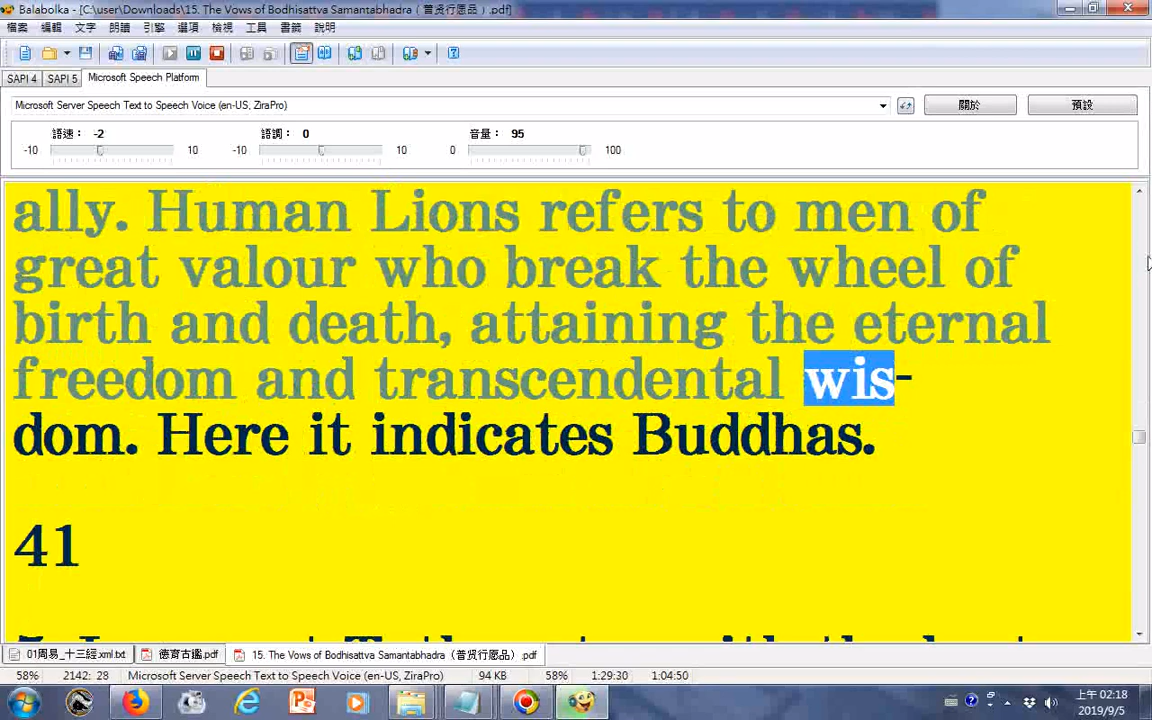 Balabolka - [C:\user\Downloads\15. The Vows of Bodhisattva Samantabhadra（普贤行愿品）.pdf]
檔案 編輯 文字 朗讀 引擎 選項 檢視 工具 書籤 說明
SAPI 4 SAPI 5 Microsoft Speech Platform
Microsoft Server Speech Text to Speech Voice (en-US, ZiraPro) 關於 預設
語速： -2 語調： 0 音量： 95
-10 10 -10 10 0 100
ally. Human Lions refers to men of
great valour who break the wheel of
birth and death, attaining the eternal
freedom and transcendental wis-
dom. Here it indicates Buddhas.
41
01周易_十三經.xml.txt 德育古鑑.pdf 15. The Vows of Bodhisattva Samantabhadra（普贤行愿品）.pdf
58% 2142: 28 Microsoft Server Speech Text to Speech Voice (en-US, ZiraPro) 94 KB 58% 1:29:30 1:04:50
上午 02:18
2019/9/5